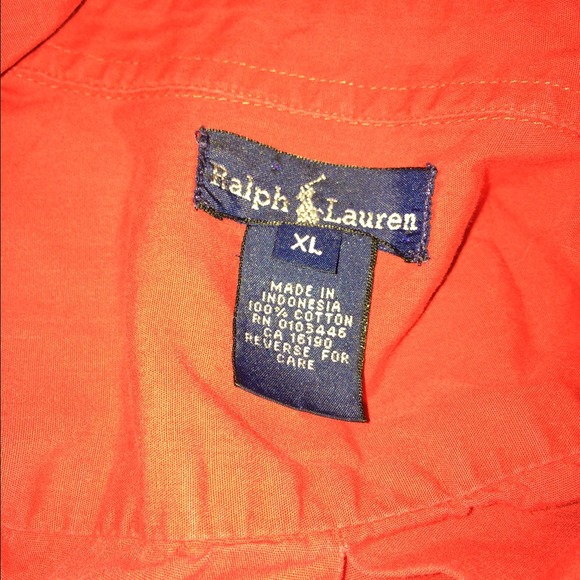 Ralph Lauren
XL
MADE IN
INDONESIA
100% COTTON
RN 0103446
CA 16190
REVERSE FOR
CARE